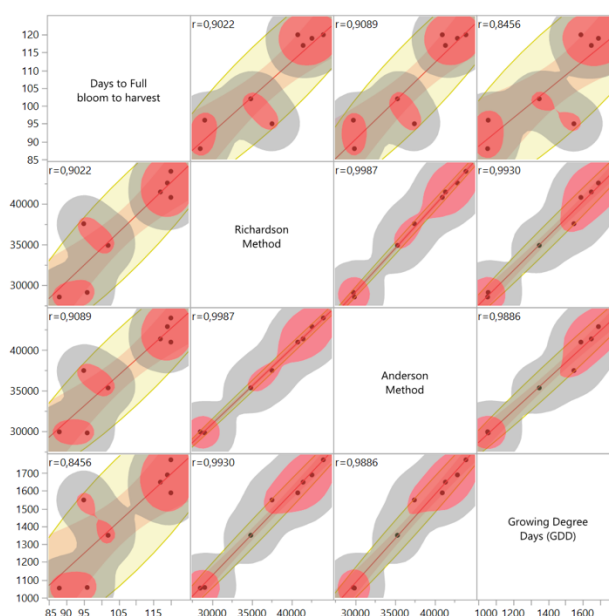 120
115
110
105
100
95
90
85
r=0,9022
r=0,9089
r=0,8456
Days to Full
bloom to harvest
40000
35000
30000
r=0,9022
Richardson
Method
r=0,9987
r=0,9930
40000
35000
30000
r=0,9089
r=0,9987
Anderson
Method
r=0,9886
1700
1600
1500
1400
1300
1200
1100
1000
r=0,8456
r=0,9930
r=0,9886
Growing Degree
Days (GDD)
85 90 95 105 115
30000 40000
30000 40000
1000 1200 1400 1600